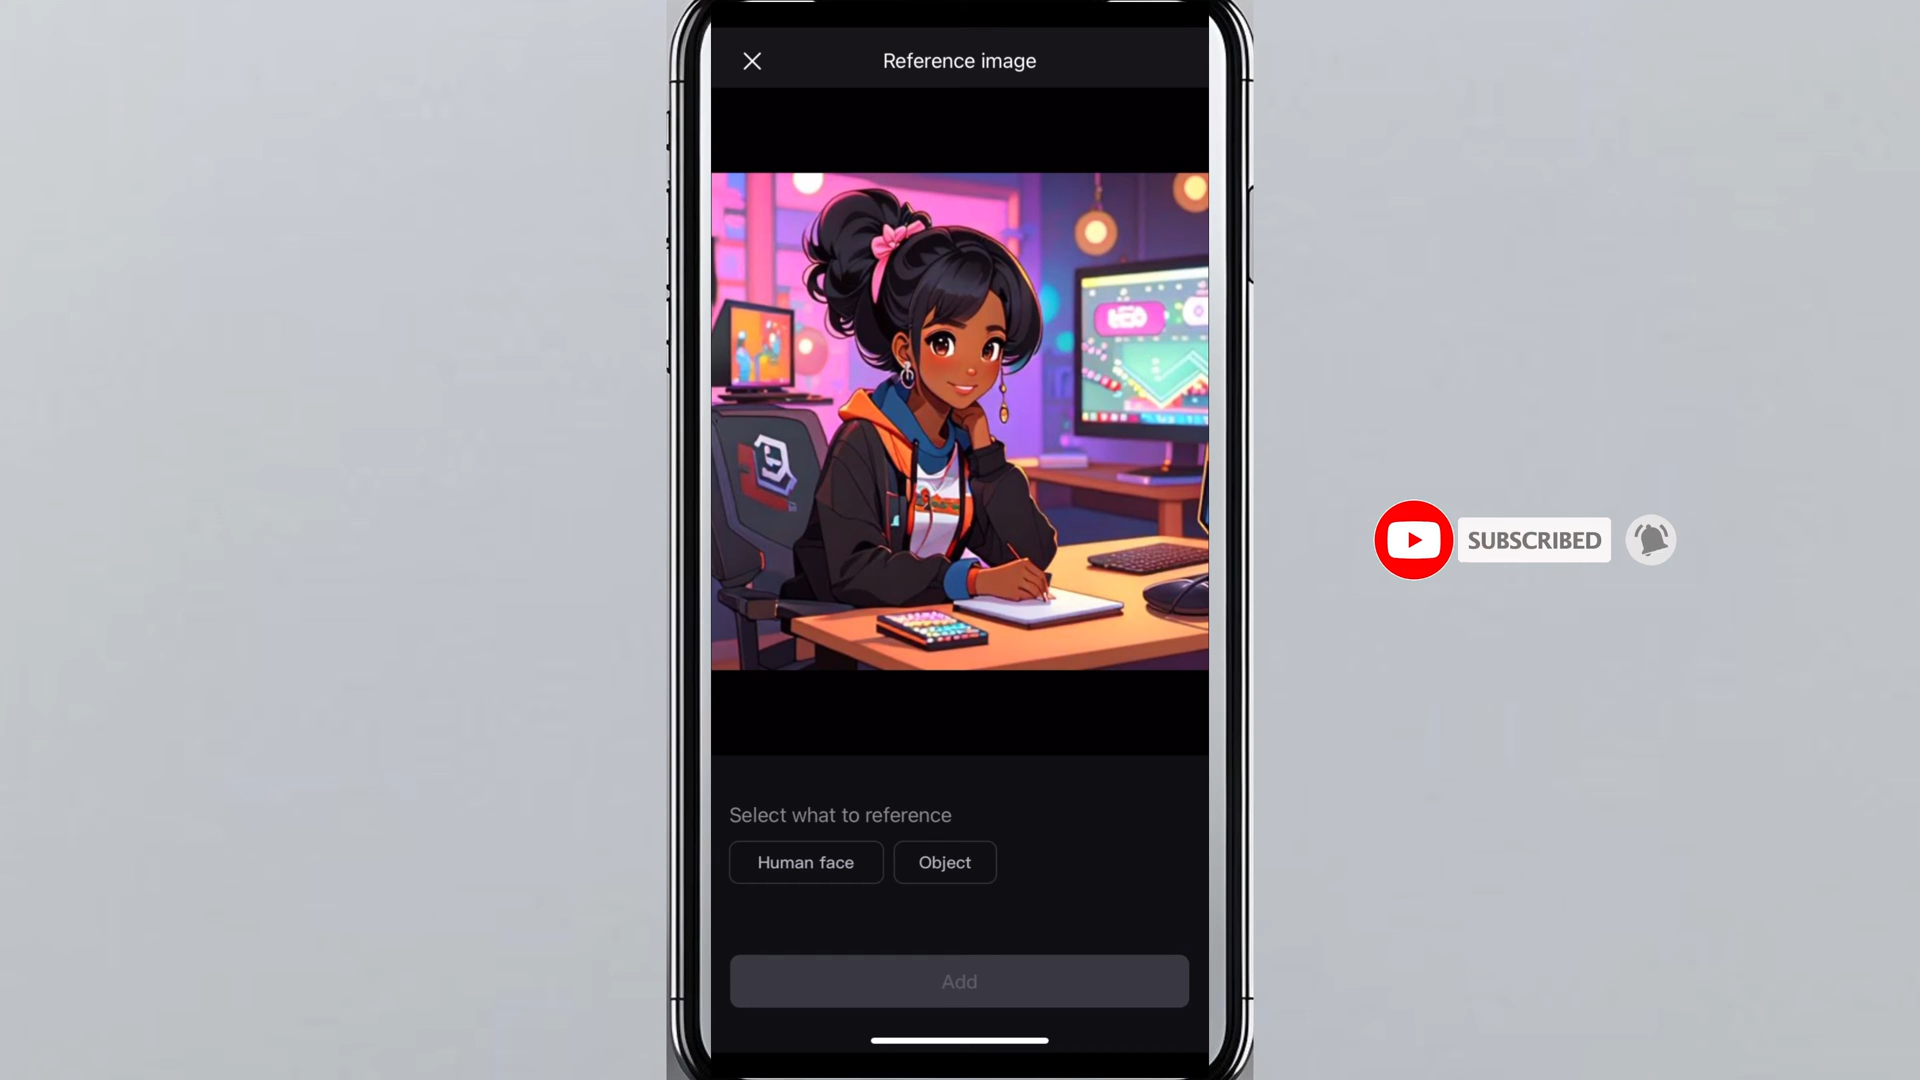 Reference image
SUBSCRIBED
Select what to reference
Human face
Object
Add